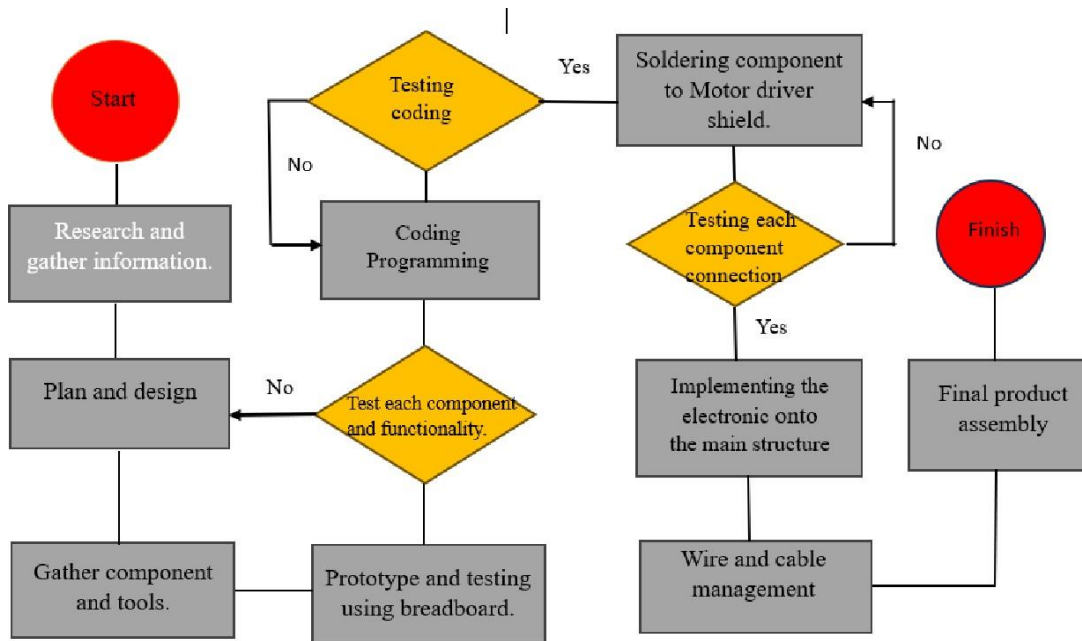 Start
Research and
gather information.
Plan and design
Gather component
and tools.
Prototype and testing
using breadboard.
Test each component
and functionality.
No
Coding
Programming
Testing
coding
No
Yes
Soldering component
to Motor driver
shield.
Testing each
component
connection
No
Yes
Implementing the
electronic onto
the main structure
Wire and cable
management
Final product
assembly
Finish